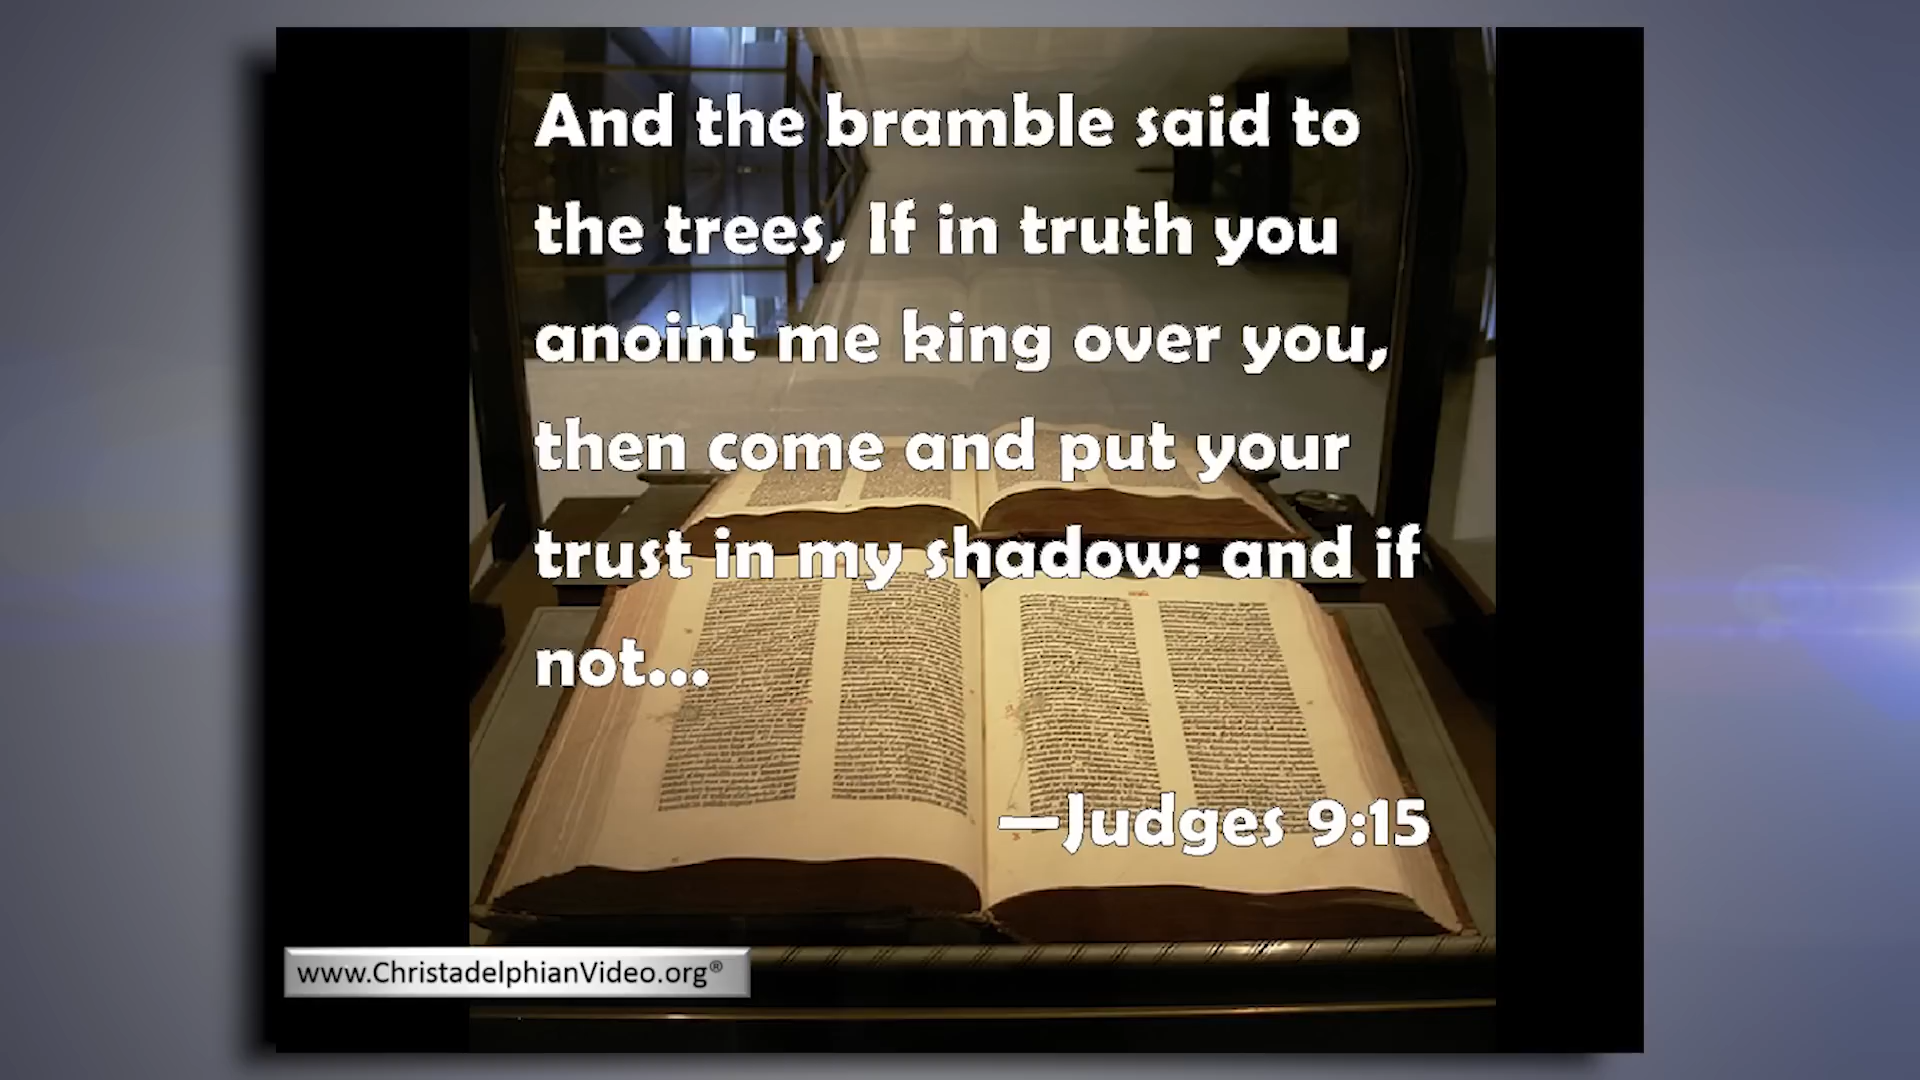 And the bramble said to
the trees, If in truth you
anoint me king over you,
then come and put your
trust in my shadow: and if
not...
—Judges 9:15
www.ChristadelphianVideo.org®